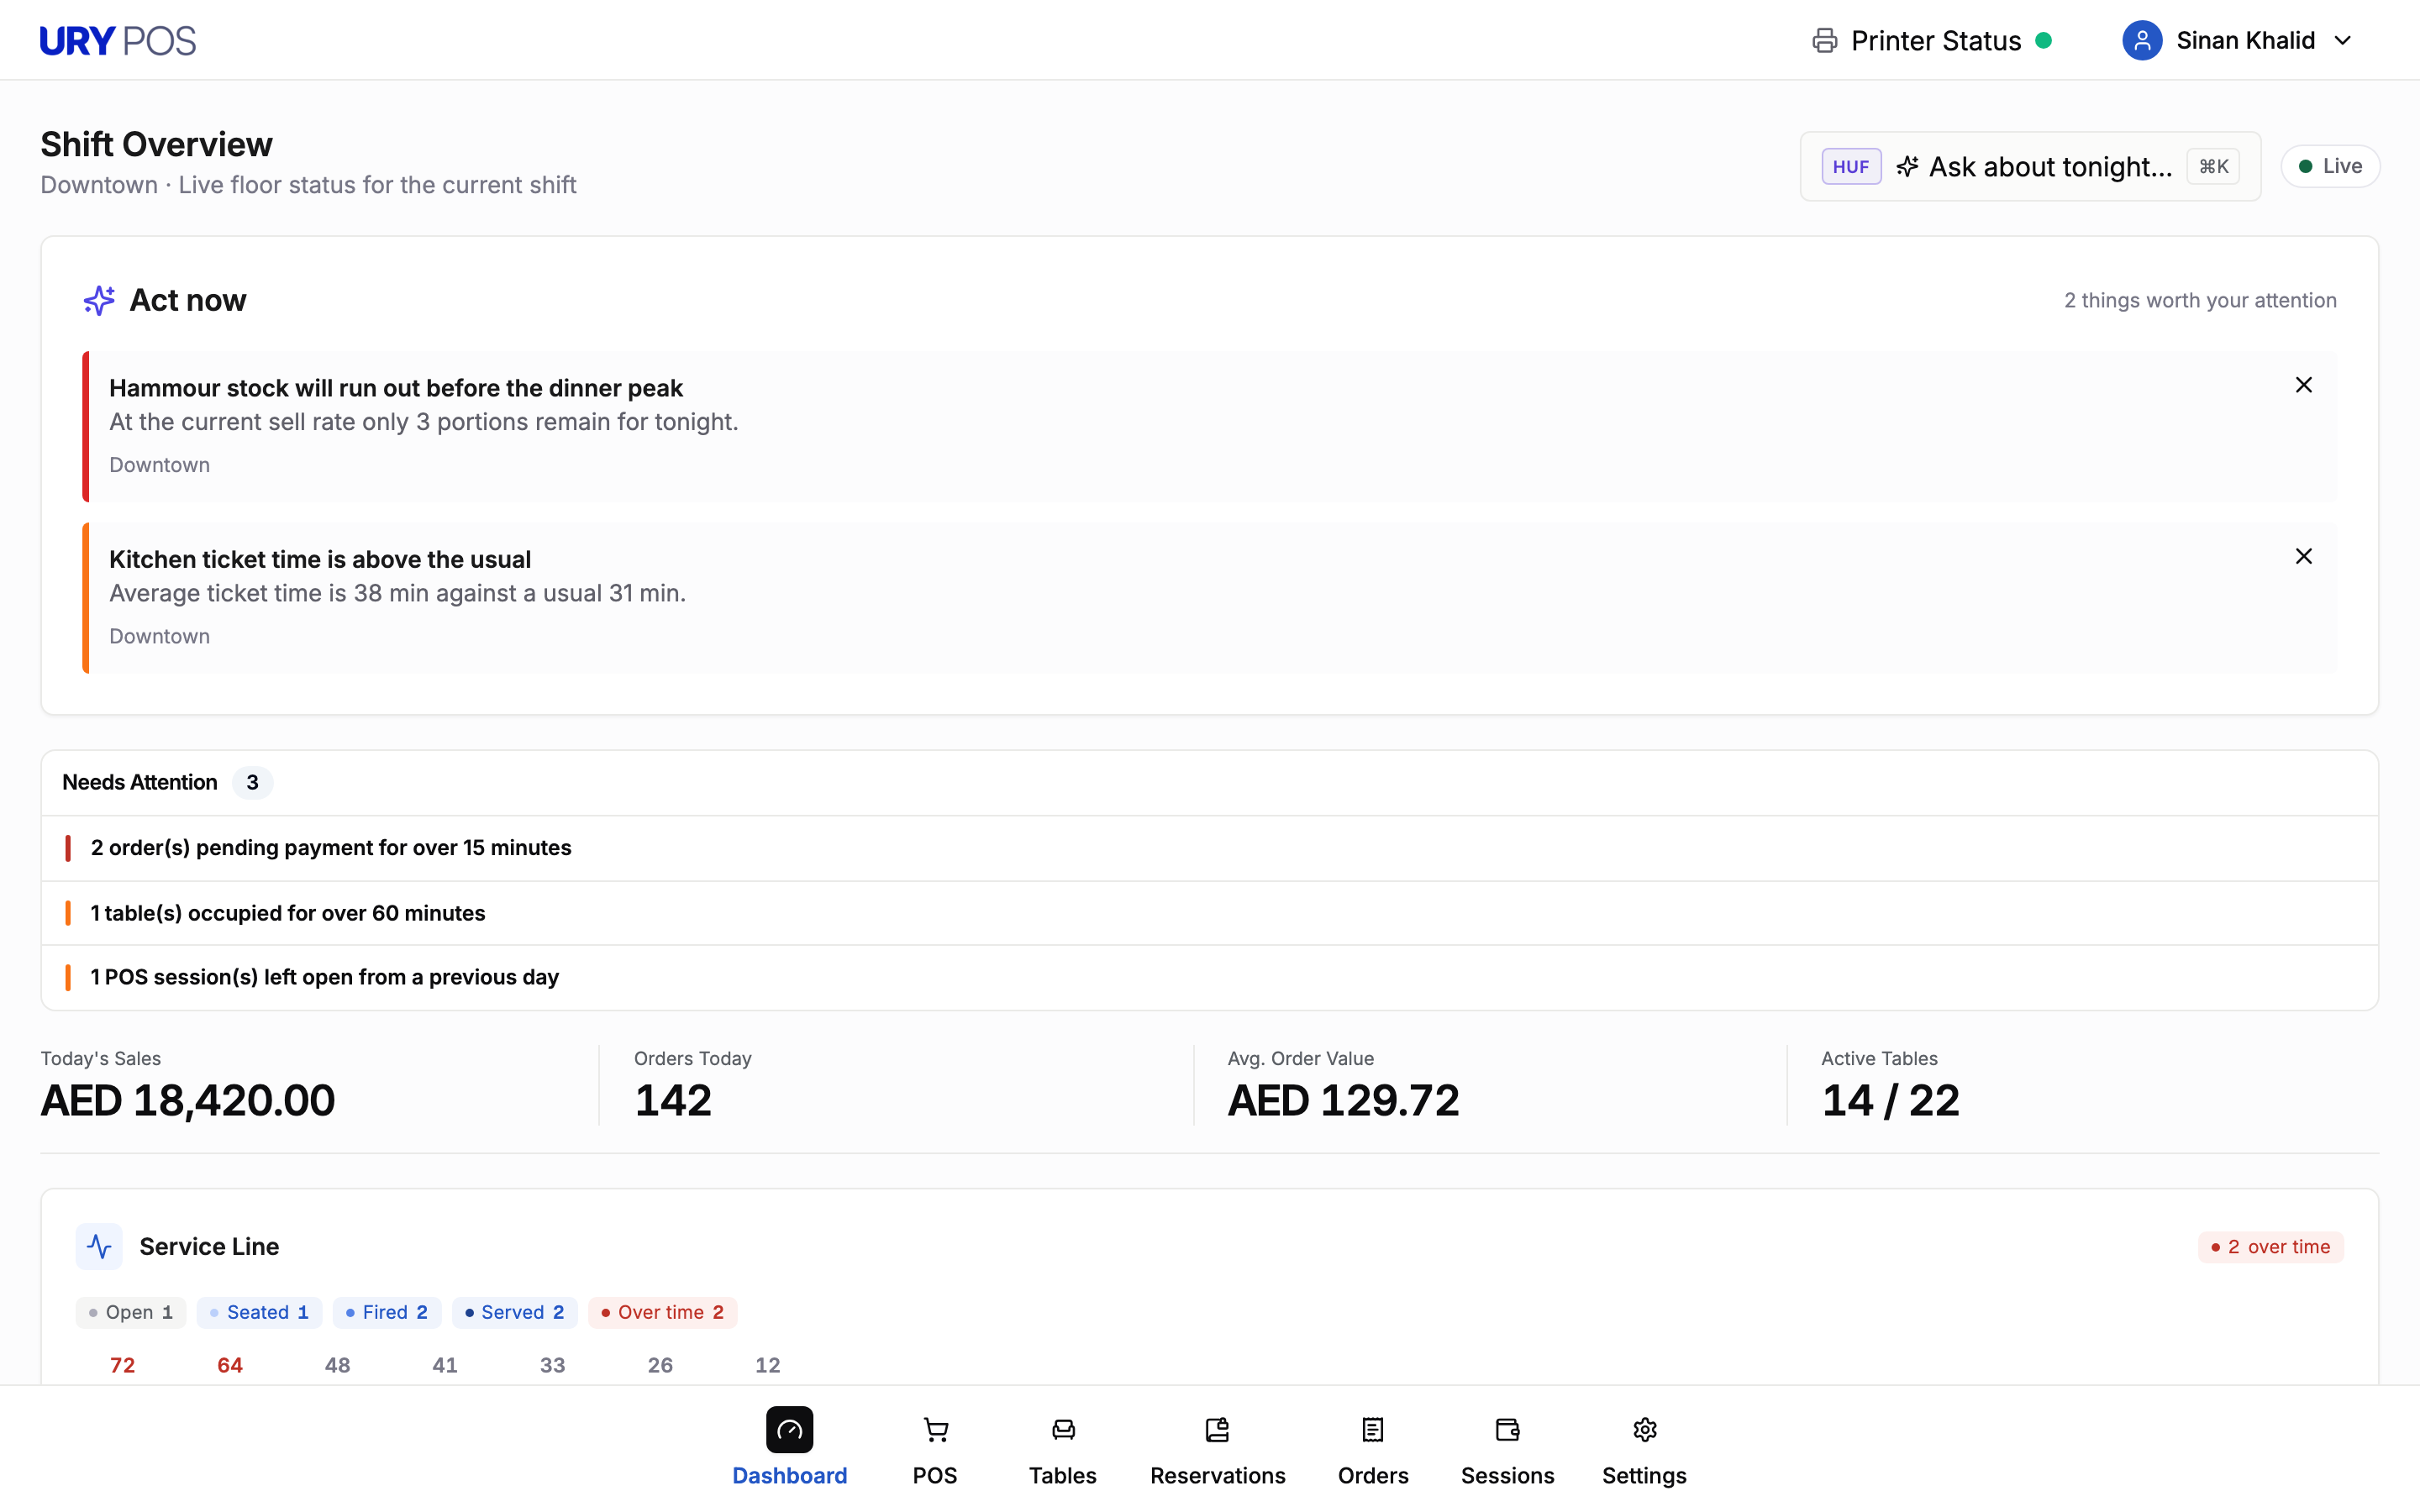 URY POS
Printer Status
Sinan Khalid
Shift Overview
Downtown · Live floor status for the current shift
HUF Ask about tonight... ⌘K
Live
Act now
2 things worth your attention
Hammour stock will run out before the dinner peak
At the current sell rate only 3 portions remain for tonight.
Downtown
Kitchen ticket time is above the usual
Average ticket time is 38 min against a usual 31 min.
Downtown
Needs Attention 3
2 order(s) pending payment for over 15 minutes
1 table(s) occupied for over 60 minutes
1 POS session(s) left open from a previous day
Today's Sales
AED 18,420.00
Orders Today
142
Avg. Order Value
AED 129.72
Active Tables
14 / 22
Service Line
2 over time
Open 1 Seated 1 Fired 2 Served 2 Over time 2
72 64 48 41 33 26 12
Dashboard POS Tables Reservations Orders Sessions Settings